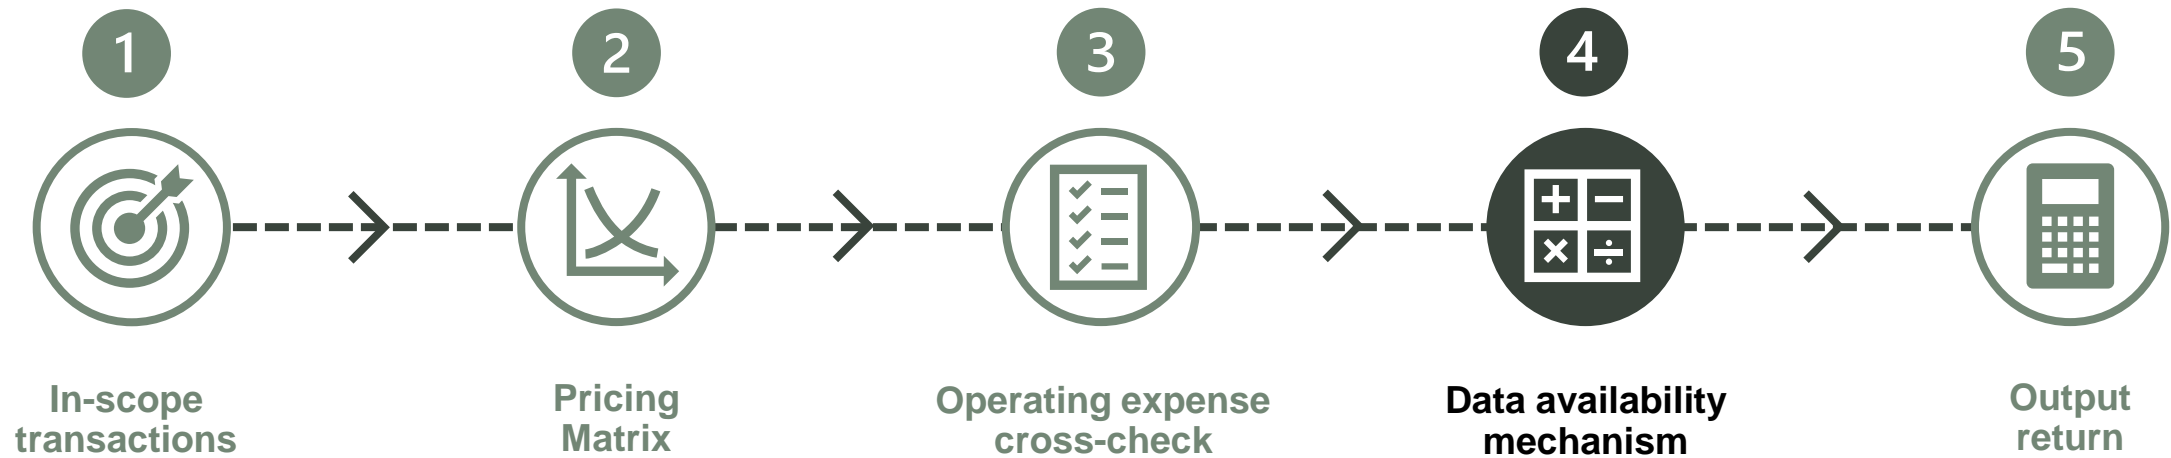 1
2
3
4
5
In-scope
transactions
Pricing
Matrix
Operating expense
cross-check
Data availability
mechanism
Output
return